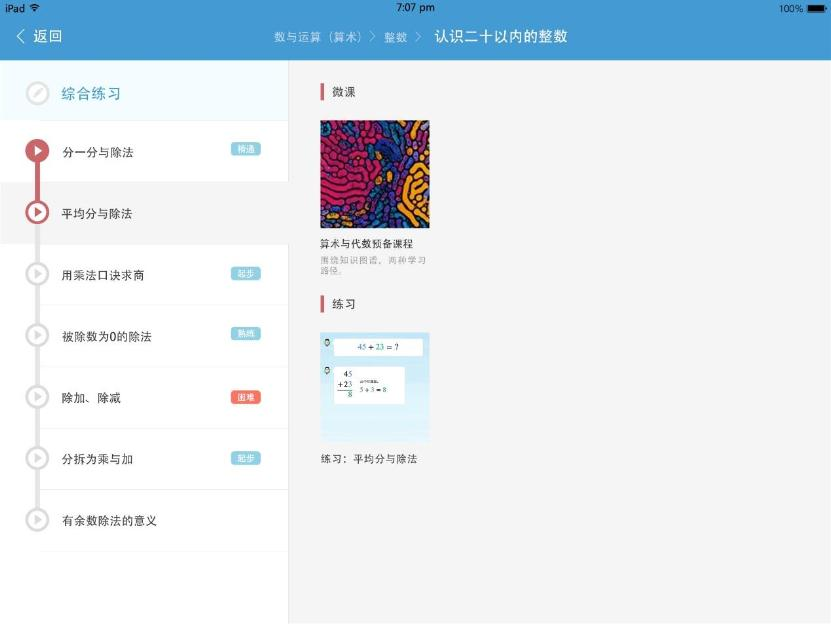 iPad
7:07 pm
100%
返回
数与运算（算术） 整数 认识二十以内的整数
综合练习
分一分与除法
精通
平均分与除法
用乘法口诀求商
起步
被除数为0的除法
熟练
除加、除减
困难
分拆为乘与加
起步
有余数除法的意义
微课
算术与代数预备课程
围绕知识图谱，两种学习
路径。
练习
45 + 23 = ?
45
+23
8
5 + 3 = 8
练习：平均分与除法